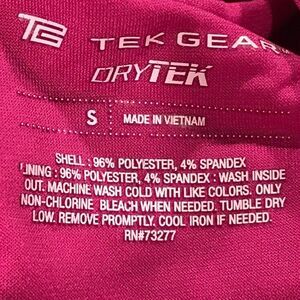 TEK GEAR
DRYTEK
S MADE IN VIETNAM
SHELL : 96% POLYESTER, 4% SPANDEX
LINING : 96% POLYESTER, 4% SPANDEX : WASH INSIDE
OUT. MACHINE WASH COLD WITH LIKE COLORS. ONLY
NON-CHLORINE BLEACH WHEN NEEDED. TUMBLE DRY
LOW. REMOVE PROMPTLY. COOL IRON IF NEEDED.
RN#73277